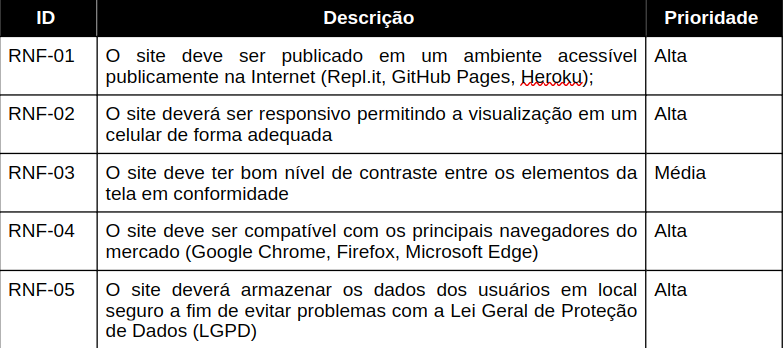 ID Descrição Prioridade
RNF-01 O site deve ser publicado em um ambiente acessível Alta
publicamente na Internet (Repl.it, GitHub Pages, Heroku);
RNF-02 O site deverá ser responsivo permitindo a visualização em um Alta
celular de forma adequada
RNF-03 O site deve ter bom nível de contraste entre os elementos da Média
tela em conformidade
RNF-04 O site deve ser compatível com os principais navegadores do Alta
mercado (Google Chrome, Firefox, Microsoft Edge)
RNF-05 O site deverá armazenar os dados dos usuários em local Alta
seguro a fim de evitar problemas com a Lei Geral de Proteção
de Dados (LGPD)